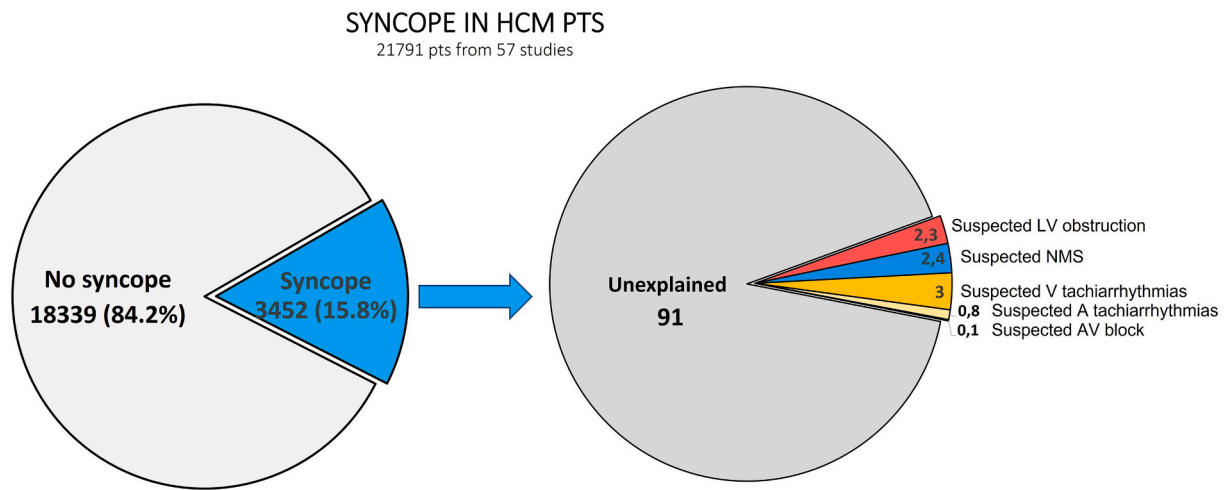 SYNCOPE IN HCM PTS
21791 pts from 57 studies
No syncope
18339 (84.2%)
Syncope
3452 (15.8%)
Unexplained
91
2,3 Suspected LV obstruction
2,4 Suspected NMS
3 Suspected V tachiarrhythmias
0,8 Suspected A tachiarrhythmias
0,1 Suspected AV block